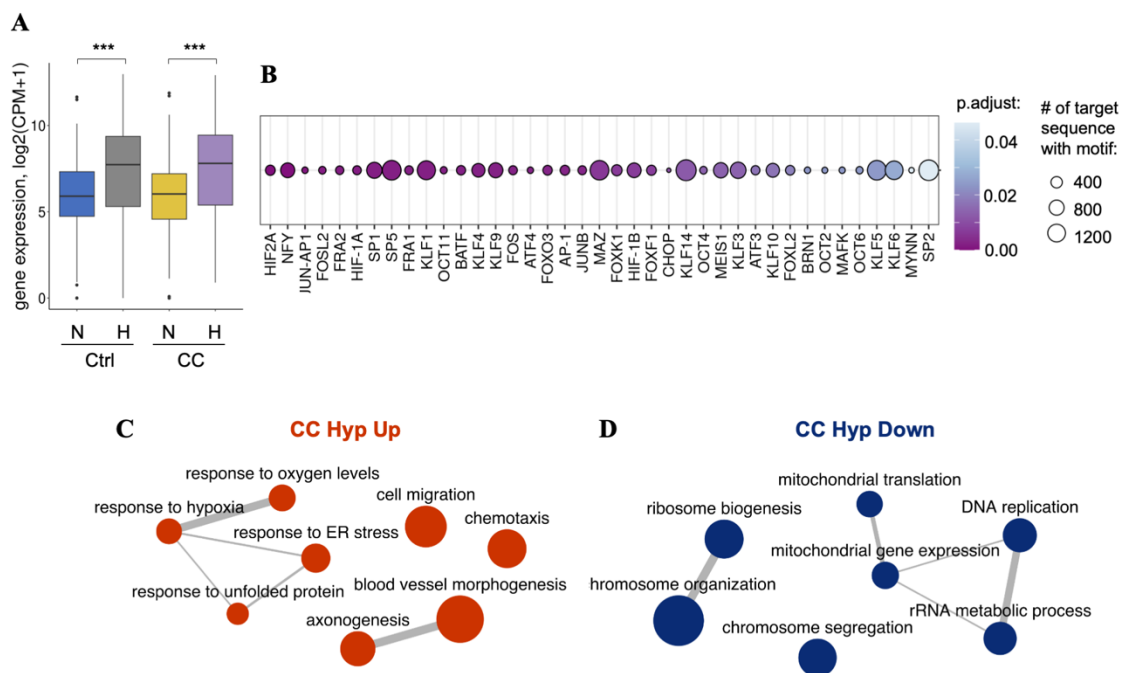 A
*** ***
gene expression, log2(CPM+1)
10
5
0
N H N H
Ctrl CC
B
HIF2A
NFY
JUN-AP1
FOSL2
FRA2
HIF-1A
SP1
SP5
FRA1
KLF1
OCT11
BATF
KLF4
KLF9
FOS
ATF4
FOXO3
AP-1
JUNB
MAZ
FOXK1
HIF-1B
FOXF1
CHOP
KLF14
OCT4
MEIS1
KLF3
ATF3
KLF10
FOXL2
BRN1
OCT2
MAFK
OCT6
KLF5
KLF6
MYNN
SP2
p.adjust:
0.04
0.02
0.00
# of target
sequence
with motif:
400
800
1200
C
CC Hyp Up
response to oxygen levels
response to hypoxia
cell migration
chemotaxis
response to ER stress
response to unfolded protein
blood vessel morphogenesis
axonogenesis
D
CC Hyp Down
mitochondrial translation
ribosome biogenesis
DNA replication
mitochondrial gene expression
hromosome organization
rRNA metabolic process
chromosome segregation